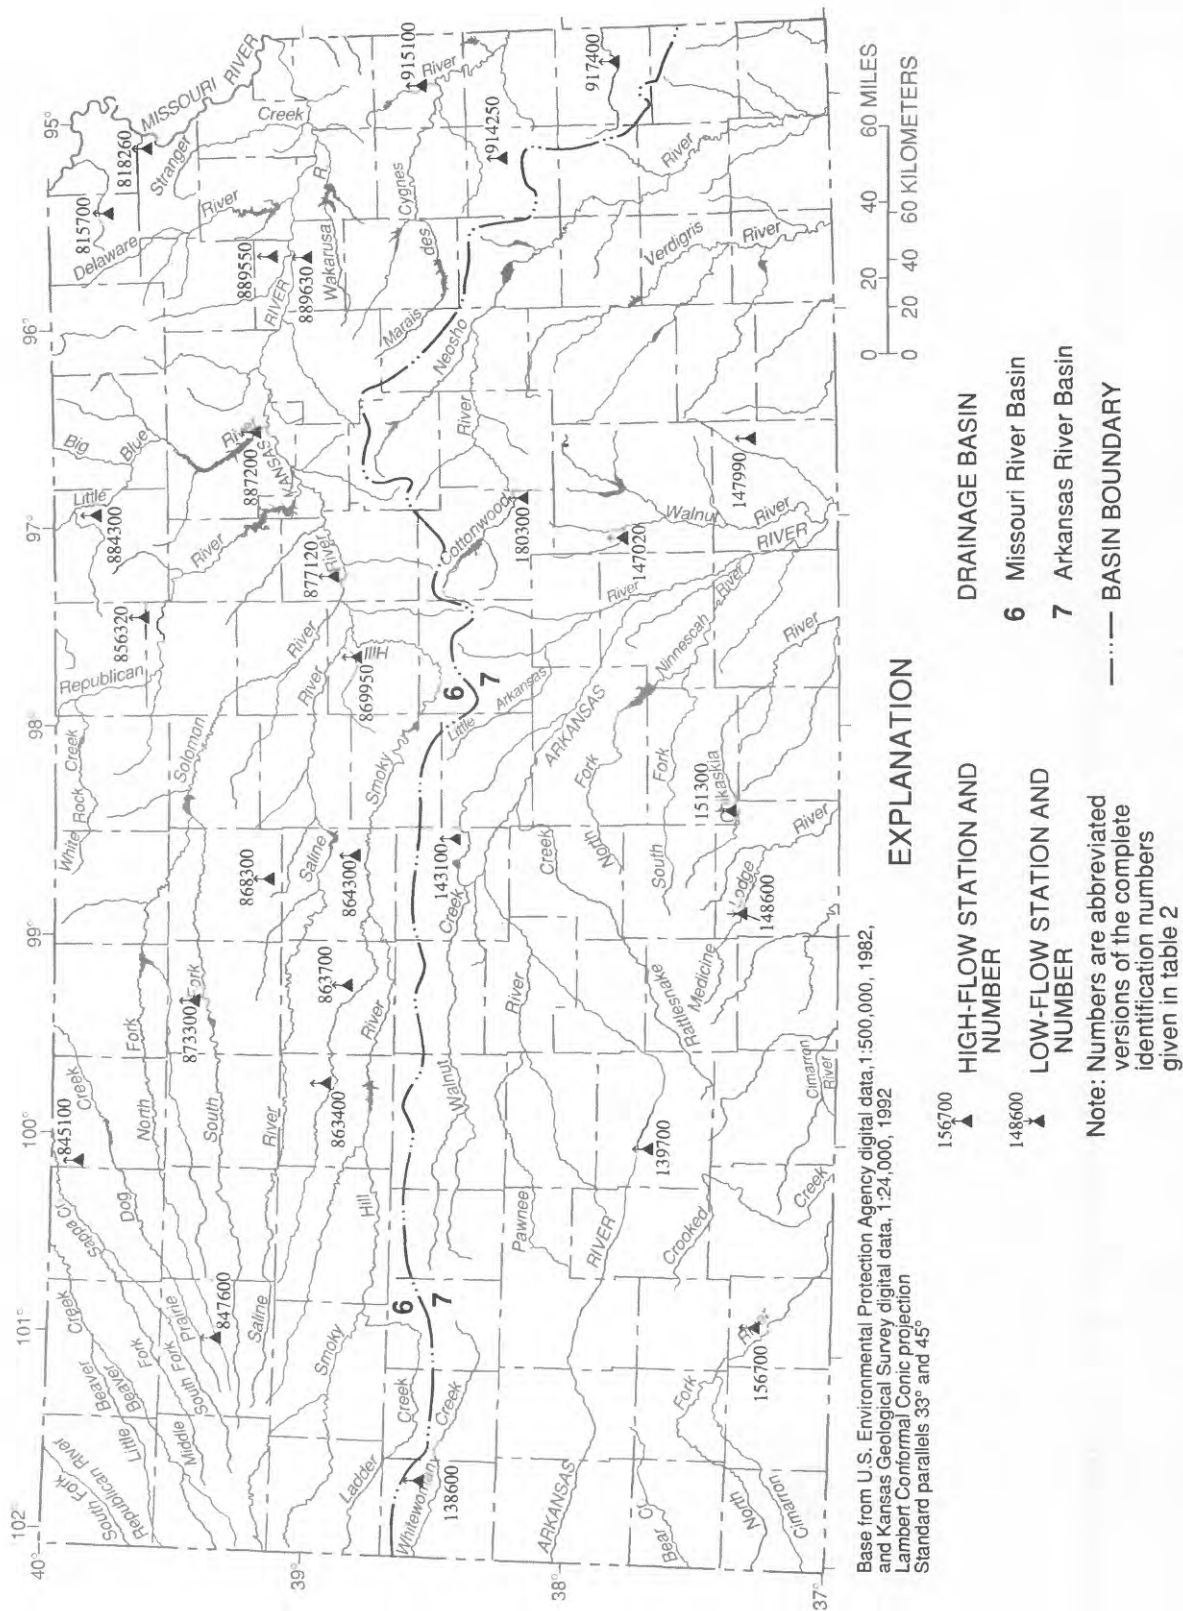 40°
39°
38°
37°
102°
101°
100°
99°
98°
97°
96°
95°
South Fork
Republican River
Beaver
Creek
Little
Beaver
Middle
Fork
South Fork
Sappa Cr.
Prairie
Dog
Creek
847600
845100
North
Fork
South
Fork
873300
Solomon
River
Saline
River
Saline
River
868300
863400
863700
864300
Smoky
Hill
River
Smoky
Hill
River
869950
877120
White
Rock
Creek
Republican
River
856320
884300
Little
Big
Blue
River
887200
KANSAS
RIVER
889550
889630
Wakarusa
R.
Delaware
River
815700
818260
MISSOURI RIVER
Stranger
Creek
Marais
des
Cygnes
River
915100
914250
917400
Ladder
Creek
Whitewoman
Creek
138600
6
7
6
7
Walnut
Creek
143100
Pawnee
River
ARKANSAS
RIVER
139700
ARKANSAS
RIVER
Little
Arkansas
River
Rattlesnake
Creek
North
Fork
South
Fork
Ninnescah
River
Chikaskia
River
151300
Medicine
Lodge
River
148600
Bear
Cr.
North
Fork
Cimarron
River
156700
Crooked
Creek
Cimarron
River
Cottonwood
River
180300
Neosho
River
Verdigris
River
Walnut
River
147020
147990
Base from U.S. Environmental Protection Agency digital data,1:500,000, 1982,
and Kansas Geological Survey digital data, 1:24,000, 1992
Lambert Conformal Conic projection
Standard parallels 33° and 45°
0 20 40 60 MILES
0 20 40 60 KILOMETERS
EXPLANATION
156700
HIGH-FLOW STATION AND
NUMBER
148600
LOW-FLOW STATION AND
NUMBER
Note: Numbers are abbreviated
versions of the complete
identification numbers
given in table 2
DRAINAGE BASIN
6 Missouri River Basin
7 Arkansas River Basin
BASIN BOUNDARY